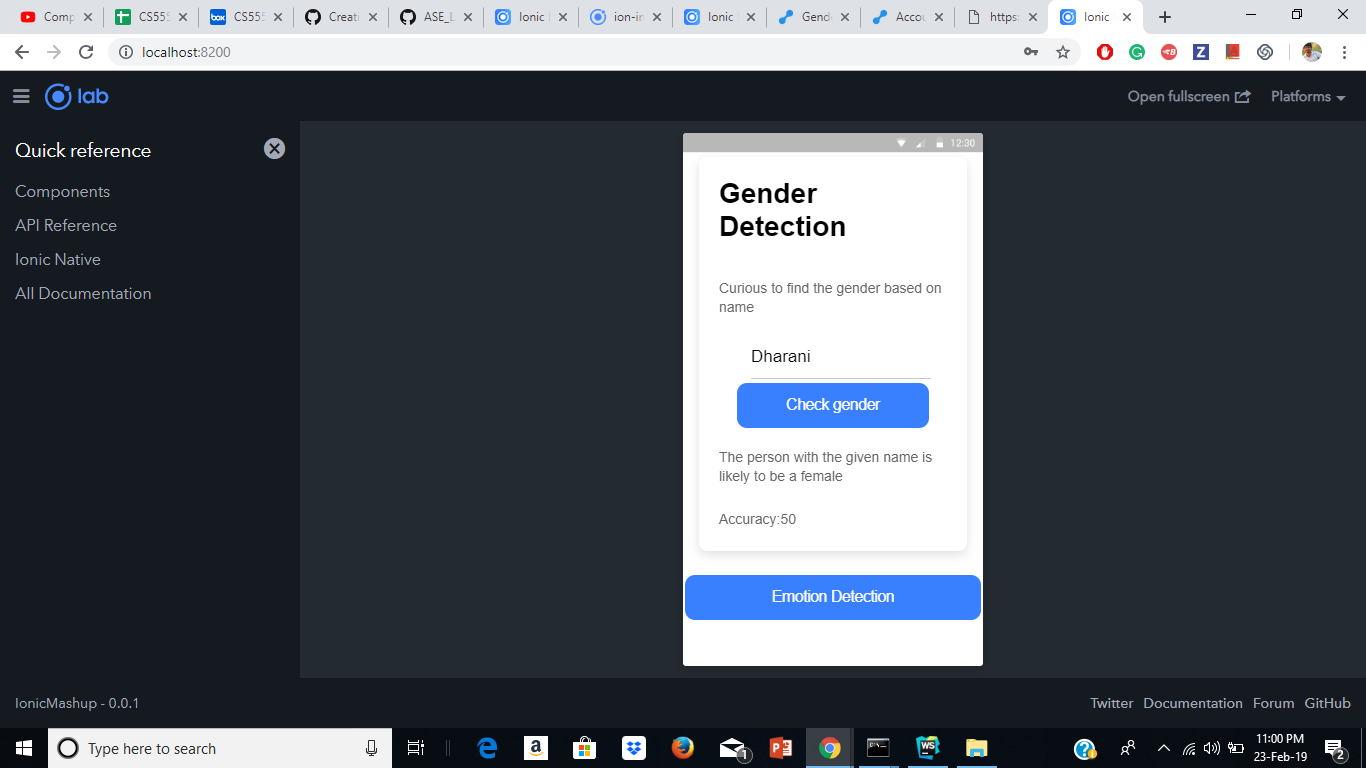 Comp
CS555
CS555
Creati
ASE_L
Ionic
ion-in
Ionic
Gende
Accou
https:
Ionic
localhost:8200
lab
Open fullscreen
Platforms
Quick reference
Components
API Reference
Ionic Native
All Documentation
12:30
Gender
Detection
Curious to find the gender based on
name
Dharani
Check gender
The person with the given name is
likely to be a female
Accuracy:50
Emotion Detection
IonicMashup - 0.0.1
Twitter Documentation Forum GitHub
Type here to search
11:00 PM
23-Feb-19